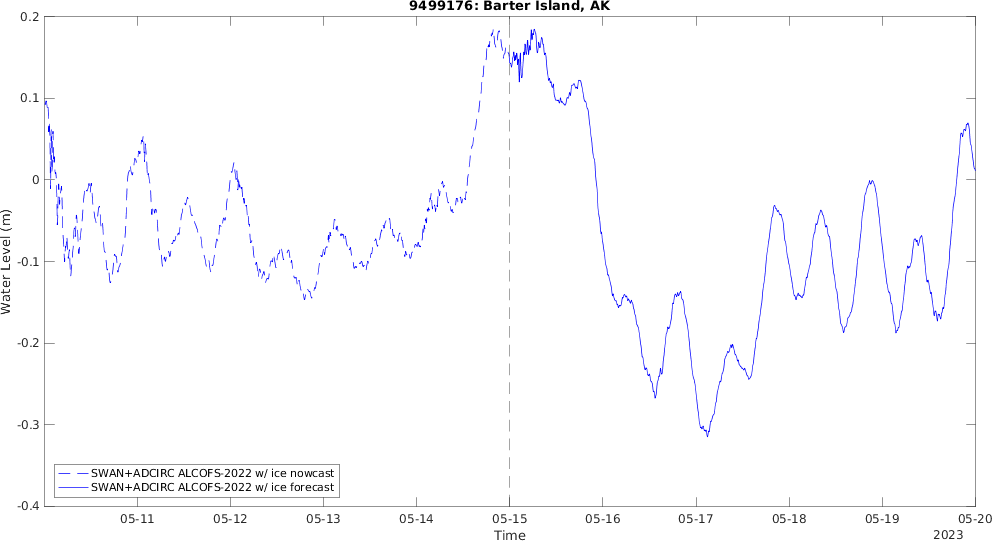 9499176: Barter Island, AK
0.2
0.1
0
-0.1
-0.2
-0.3
-0.4
Water Level (m)
SWAN+ADCIRC ALCOFS-2022 w/ ice nowcast
SWAN+ADCIRC ALCOFS-2022 w/ ice forecast
05-11 05-12 05-13 05-14 05-15 05-16 05-17 05-18 05-19 05-20
Time
2023